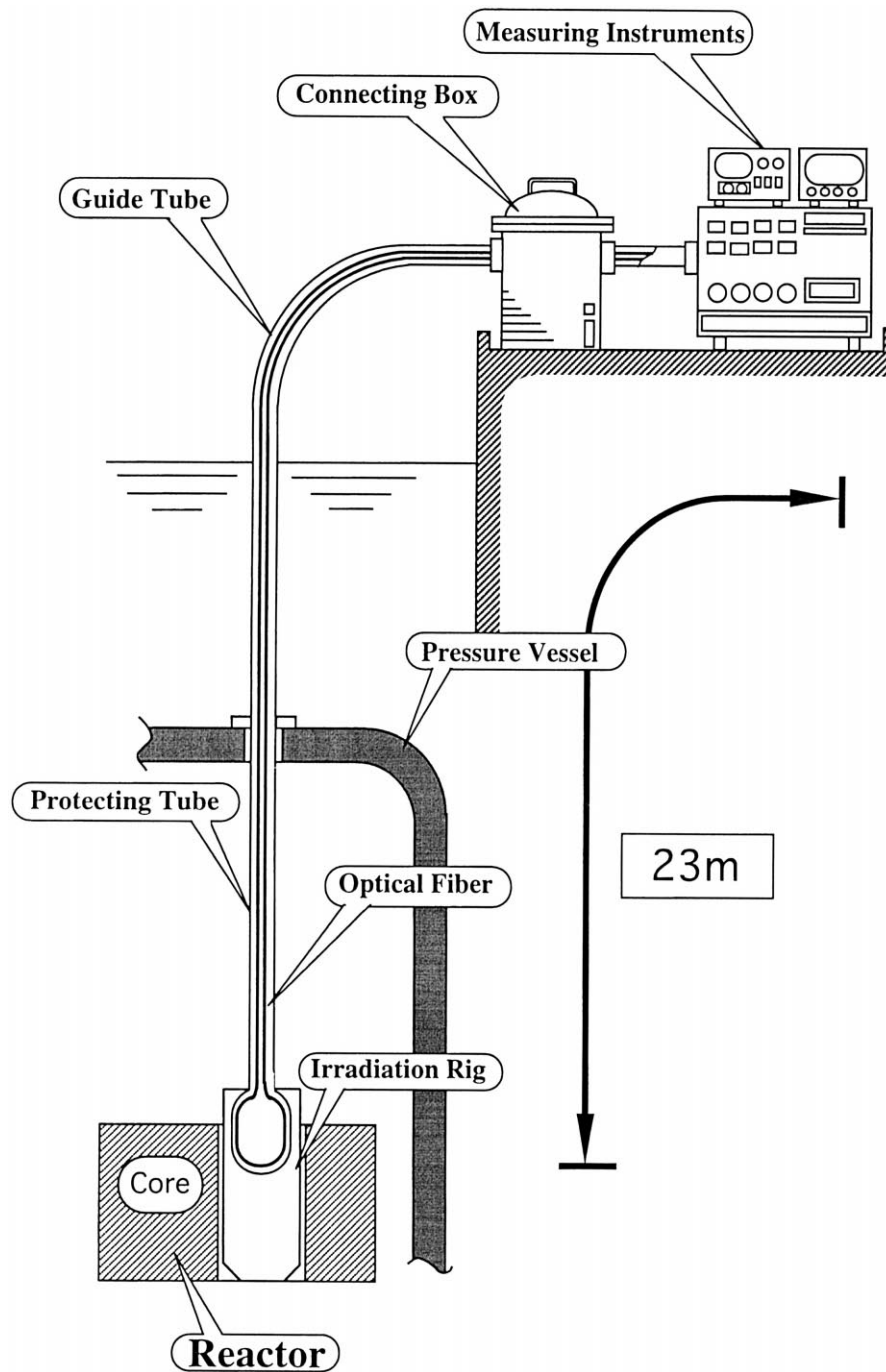 Measuring Instruments
Connecting Box
Guide Tube
Pressure Vessel
Protecting Tube
23m
Optical Fiber
Irradiation Rig
Core
Reactor